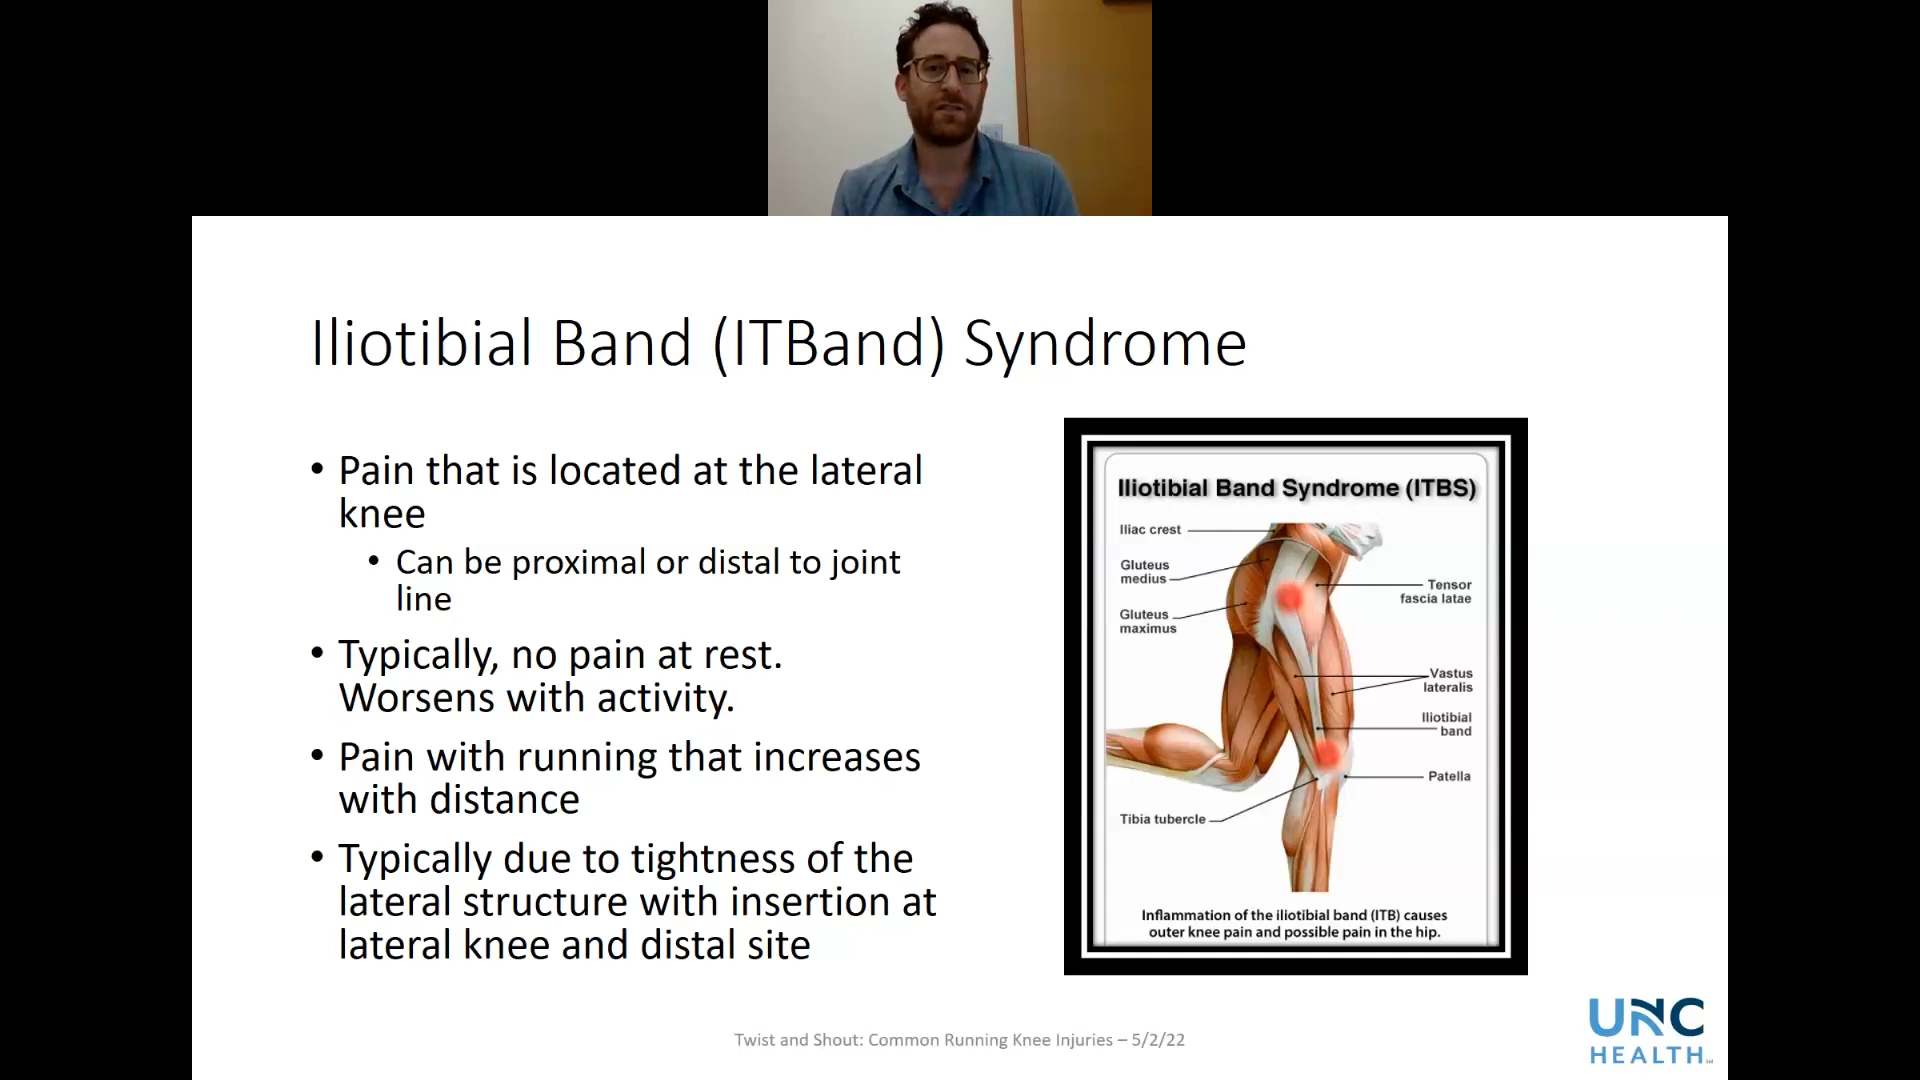 Iliotibial Band (ITBand) Syndrome
• Pain that is located at the lateral
knee
• Can be proximal or distal to joint
line
• Typically, no pain at rest.
Worsens with activity.
• Pain with running that increases
with distance
• Typically due to tightness of the
lateral structure with insertion at
lateral knee and distal site
Iliotibial Band Syndrome (ITBS)
Iliac crest
Gluteus
medius
Gluteus
maximus
Tensor
fascia latae
Vastus
lateralis
Iliotibial
band
Patella
Tibia tubercle
Inflammation of the iliotibial band (ITB) causes
outer knee pain and possible pain in the hip.
Twist and Shout: Common Running Knee Injuries – 5/2/22
UNC
HEALTH